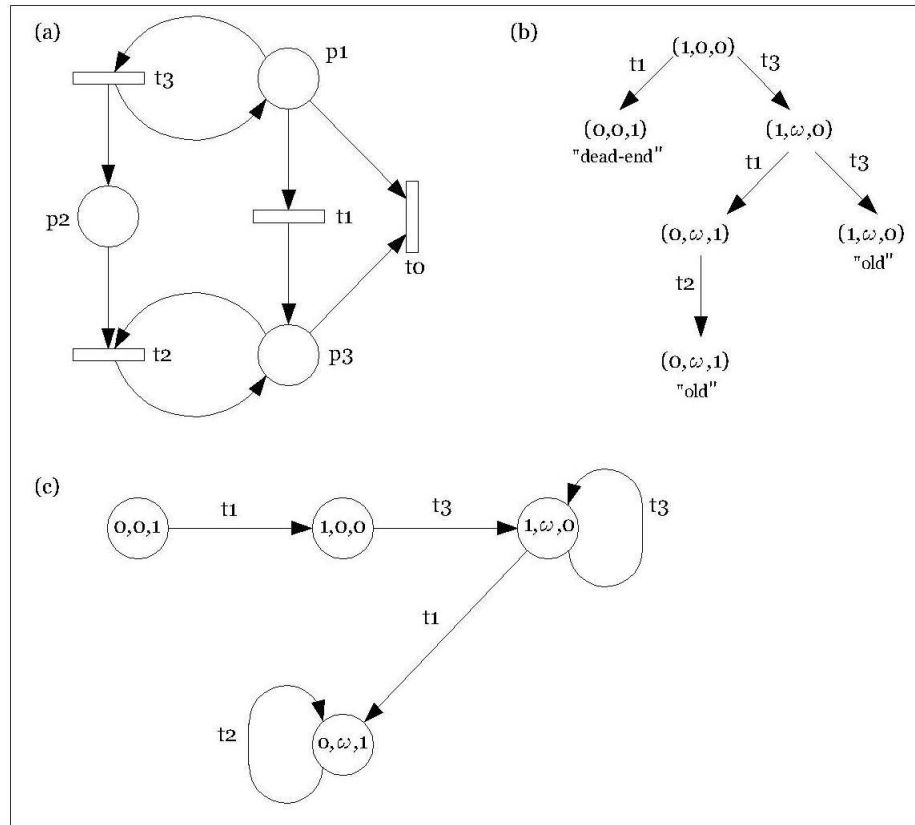 (a)
p1
t3
p2
t1
t0
t2
p3
(b)
(1,0,0)
t1
t3
(0,0,1)
"dead-end"
(1,ω,0)
t1
t3
(0,ω,1)
(1,ω,0)
"old"
t2
(0,ω,1)
"old"
(c)
0,0,1
t1
1,0,0
t3
1,ω,0
t3
t1
t2
0,ω,1